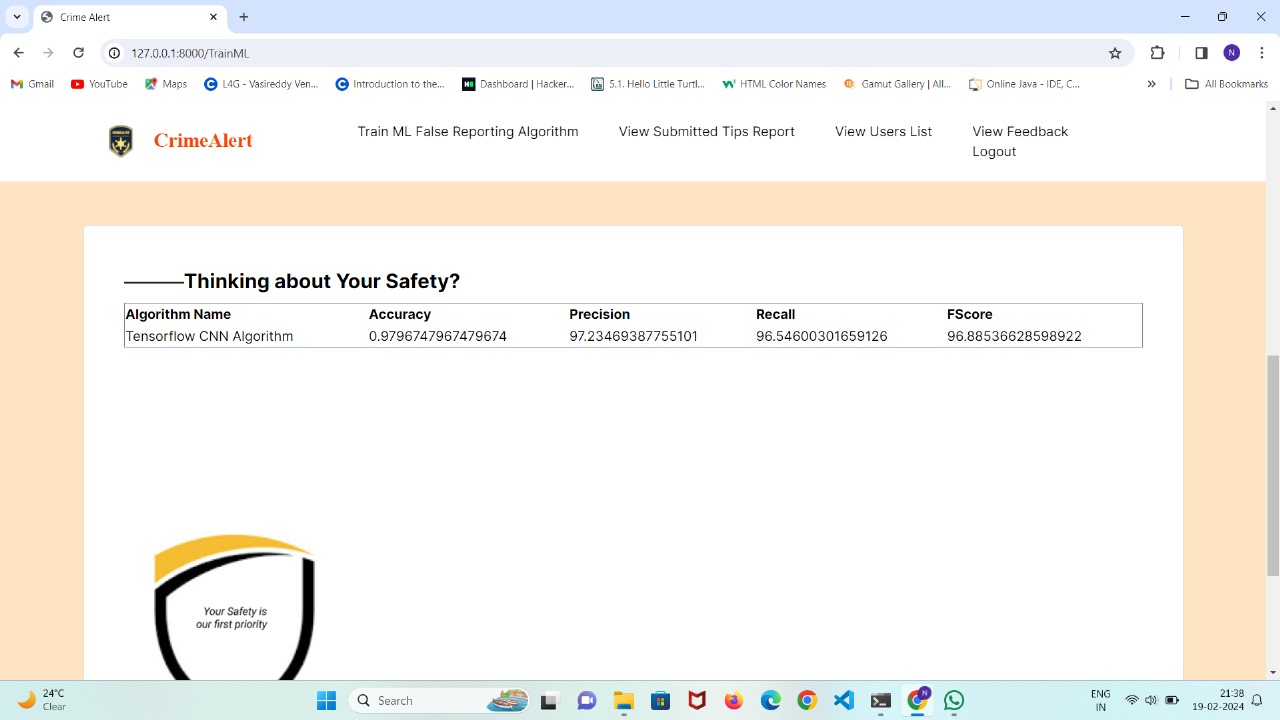 Crime Alert
127.0.0.1:8000/TrainML
N
Gmail YouTube Maps L4G - Vasireddy Ven... Introduction to the... Dashboard | Hacker... 5.1. Hello Little Turtl... HTML Color Names Gamut Gallery | All... Online Java - IDE, C... » All Bookmarks
CrimeAlert Train ML False Reporting Algorithm View Submitted Tips Report View Users List View Feedback
Logout
Thinking about Your Safety?
Algorithm Name Accuracy Precision Recall FScore
Tensorflow CNN Algorithm 0.9796747967479674 97.23469387755101 96.54600301659126 96.88536628598922
Your Safety is
our first priority
24°C
Clear
Search
ENG
IN
21:38
19-02-2024